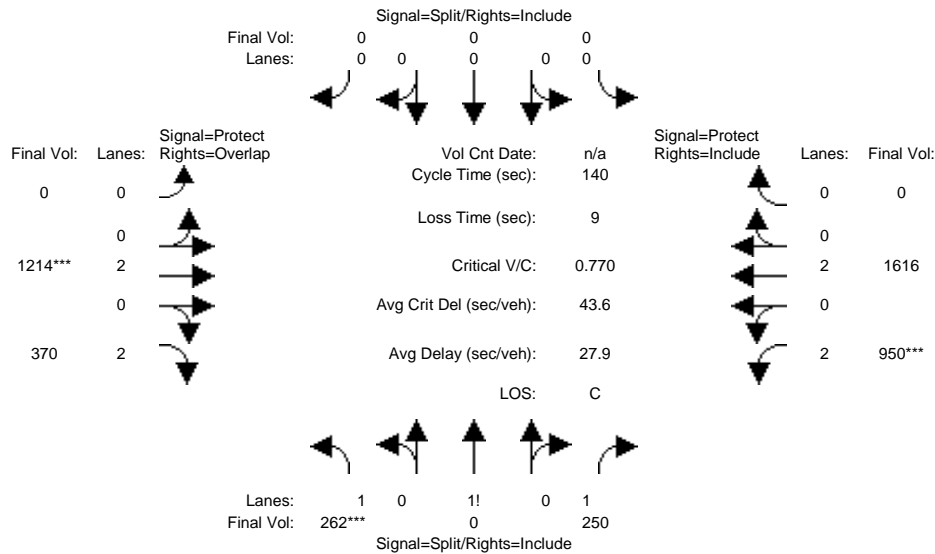 Signal=Split/Rights=Include
Final Vol: 0 0 0
Lanes: 0 0 0 0 0
Signal=Protect Signal=Protect
Final Vol: Lanes: Rights=Overlap Vol Cnt Date: n/a Rights=Include Lanes: Final Vol:
Cycle Time (sec): 140
0 0 0 0
Loss Time (sec): 9
0 0
1214*** 2 Critical V/C: 0.770 2 1616
0 Avg Crit Del (sec/veh): 43.6 0
370 2 Avg Delay (sec/veh): 27.9 2 950***
LOS: C
Lanes: 1 0 1! 0 1
Final Vol: 262*** 0 250
Signal=Split/Rights=Include